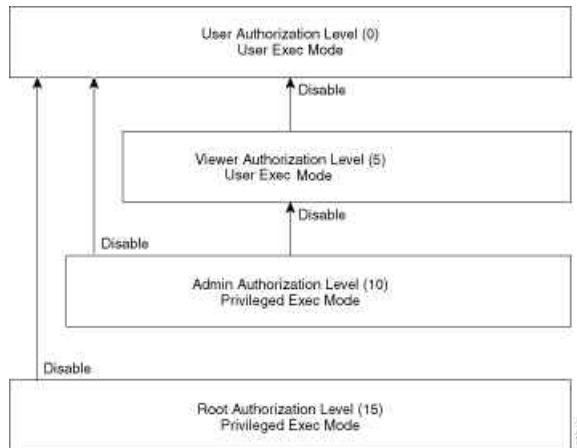 User Authorization Level (0)
User Exec Mode
Disable
Viewer Authorization Level (5)
User Exec Mode
Disable
Disable
Admin Authorization Level (10)
Privileged Exec Mode
Disable
Root Authorization Level (15)
Privileged Exec Mode